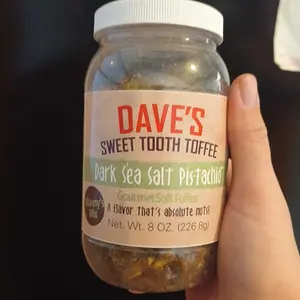 DAVE'S
SWEET TOOTH TOFFEE
Dark Sea Salt Pistachio
Gourmet Soft Toffee
A flavor that's absolute nuts!
Net. Wt. 8 OZ. (226.8g)